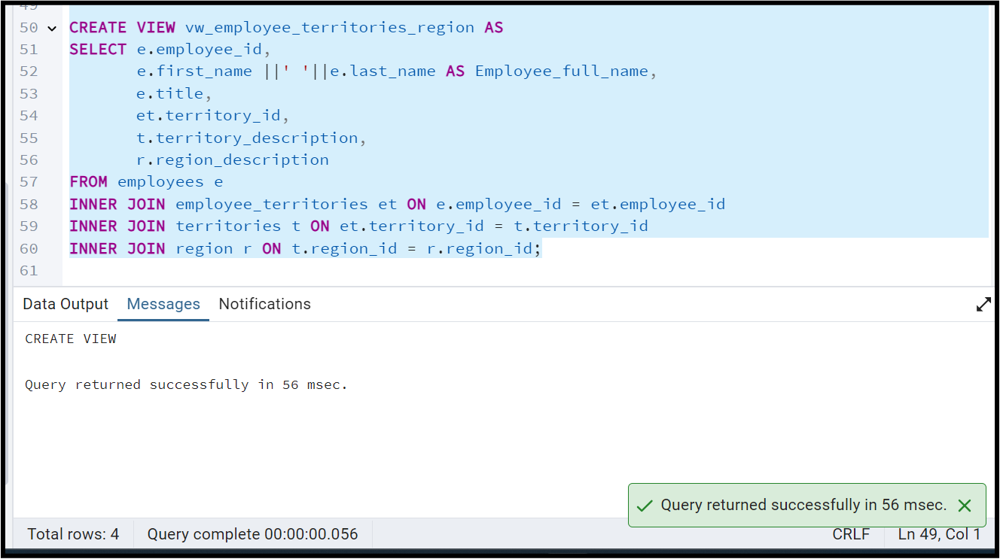 49
50 CREATE VIEW vw_employee_territories_region AS
51 SELECT e.employee_id,
52 e.first_name ||' '||e.last_name AS Employee_full_name,
53 e.title,
54 et.territory_id,
55 t.territory_description,
56 r.region_description
57 FROM employees e
58 INNER JOIN employee_territories et ON e.employee_id = et.employee_id
59 INNER JOIN territories t ON et.territory_id = t.territory_id
60 INNER JOIN region r ON t.region_id = r.region_id;
61
Data Output Messages Notifications
CREATE VIEW
Query returned successfully in 56 msec.
Query returned successfully in 56 msec.
Total rows: 4 Query complete 00:00:00.056 CRLF Ln 49, Col 1